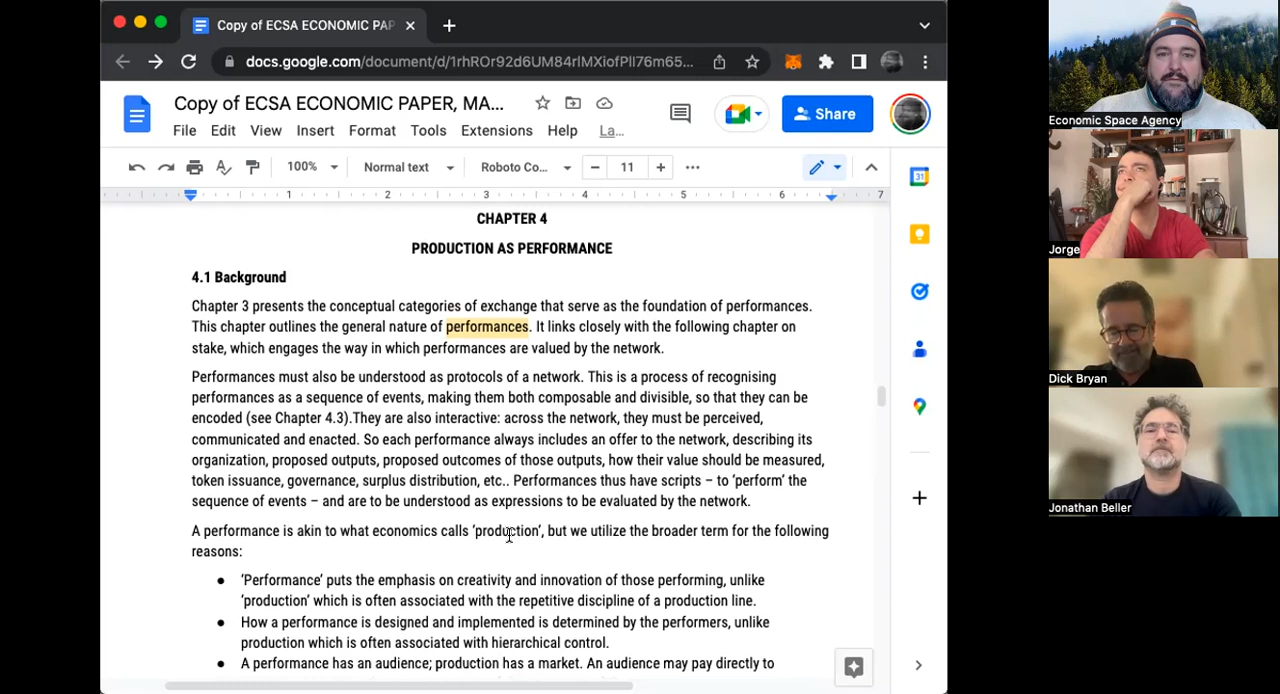 Copy of ECSA ECONOMIC PAP
docs.google.com/document/d/1rhROr92d6UM84rlMXiofPll76m65...
Copy of ECSA ECONOMIC PAPER, MA...
Share
File Edit View Insert Format Tools Extensions Help La...
100% Normal text Roboto Co... 11
1 2 3 4 5 6 7
31
CHAPTER 4
PRODUCTION AS PERFORMANCE
4.1 Background
Chapter 3 presents the conceptual categories of exchange that serve as the foundation of performances.
This chapter outlines the general nature of performances. It links closely with the following chapter on
stake, which engages the way in which performances are valued by the network.
Performances must also be understood as protocols of a network. This is a process of recognising
performances as a sequence of events, making them both composable and divisible, so that they can be
encoded (see Chapter 4.3).They are also interactive: across the network, they must be perceived,
communicated and enacted. So each performance always includes an offer to the network, describing its
organization, proposed outputs, proposed outcomes of those outputs, how their value should be measured,
token issuance, governance, surplus distribution, etc.. Performances thus have scripts – to ‘perform’ the
sequence of events – and are to be understood as expressions to be evaluated by the network.
A performance is akin to what economics calls ‘production’, but we utilize the broader term for the following
reasons:
● ‘Performance’ puts the emphasis on creativity and innovation of those performing, unlike
‘production’ which is often associated with the repetitive discipline of a production line.
● How a performance is designed and implemented is determined by the performers, unlike
production which is often associated with hierarchical control.
● A performance has an audience; production has a market. An audience may pay directly to
Economic Space Agency
Jorge
Dick Bryan
Jonathan Beller